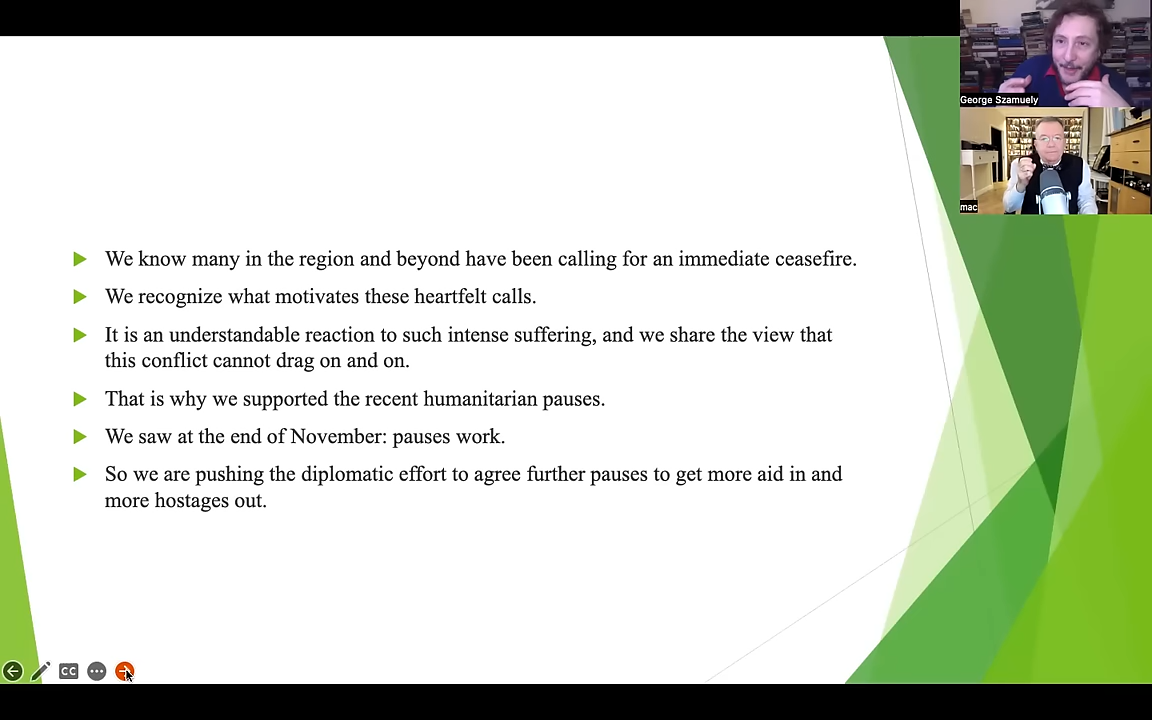 George Szamuely
mac
We know many in the region and beyond have been calling for an immediate ceasefire.
We recognize what motivates these heartfelt calls.
It is an understandable reaction to such intense suffering, and we share the view that
this conflict cannot drag on and on.
That is why we supported the recent humanitarian pauses.
We saw at the end of November: pauses work.
So we are pushing the diplomatic effort to agree further pauses to get more aid in and
more hostages out.
CC